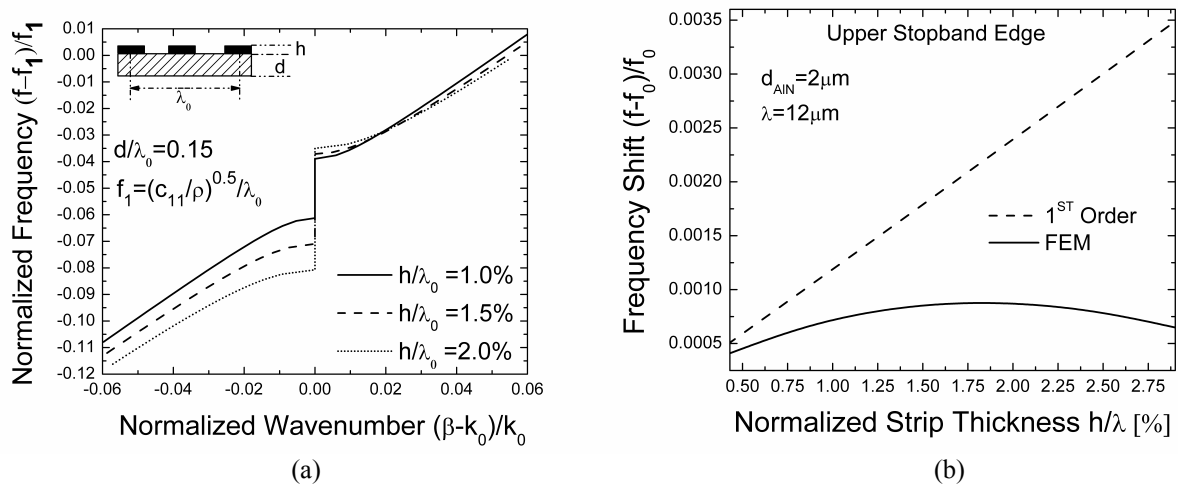 Normalized Frequency (f-f₁)/f₁
0.01
0.00
-0.01
-0.02
-0.03
-0.04
-0.05
-0.06
-0.07
-0.08
-0.09
-0.10
-0.11
-0.12
h
d
λ₀
d/λ₀=0.15
f₁=(c₁₁/ρ)^0.5/λ₀
h/λ₀ =1.0%
h/λ₀ =1.5%
h/λ₀ =2.0%
-0.06 -0.04 -0.02 0.00 0.02 0.04 0.06
Normalized Wavenumber (β-k₀)/k₀
(a)
Frequency Shift (f-f₀)/f₀
0.0035
0.0030
0.0025
0.0020
0.0015
0.0010
0.0005
Upper Stopband Edge
d_AlN=2μm
λ=12μm
1ST Order
FEM
0.50 0.75 1.00 1.25 1.50 1.75 2.00 2.25 2.50 2.75
Normalized Strip Thickness h/λ [%]
(b)